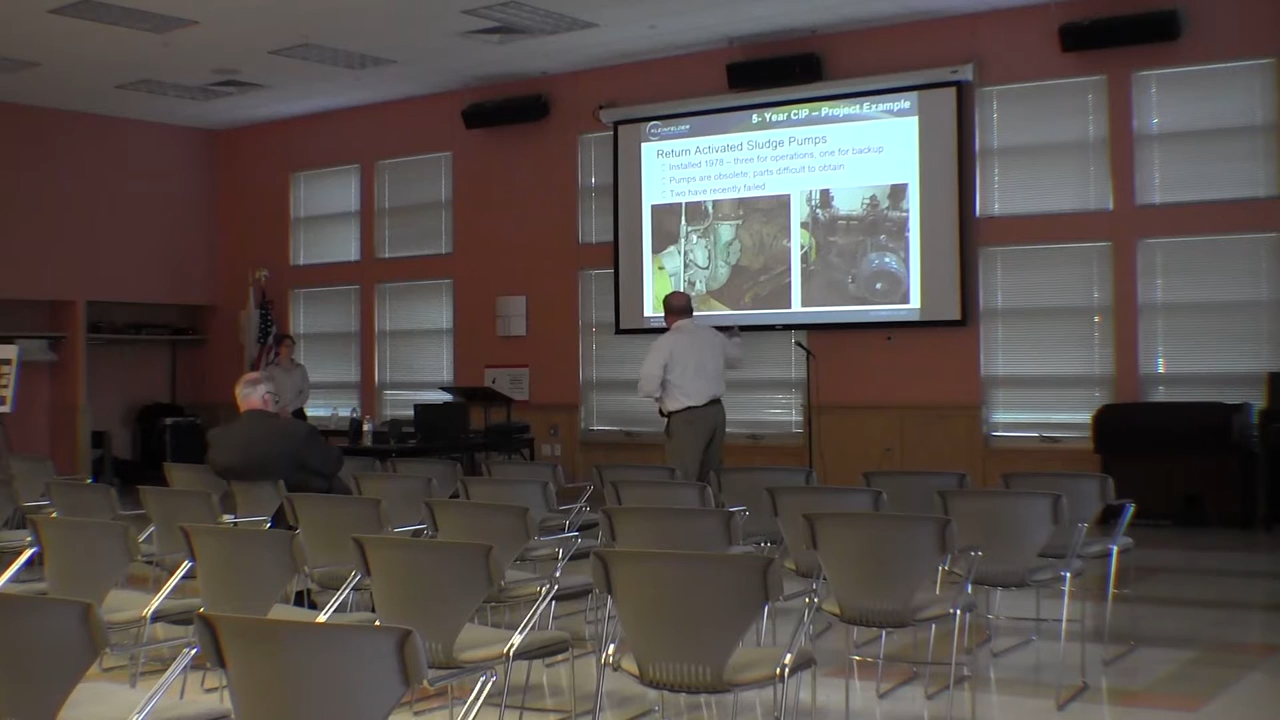 5- Year CIP – Project Example
KLEINFELDER
Return Activated Sludge Pumps
Installed 1978 – three for operations, one for backup
Pumps are obsolete; parts difficult to obtain
Two have recently failed